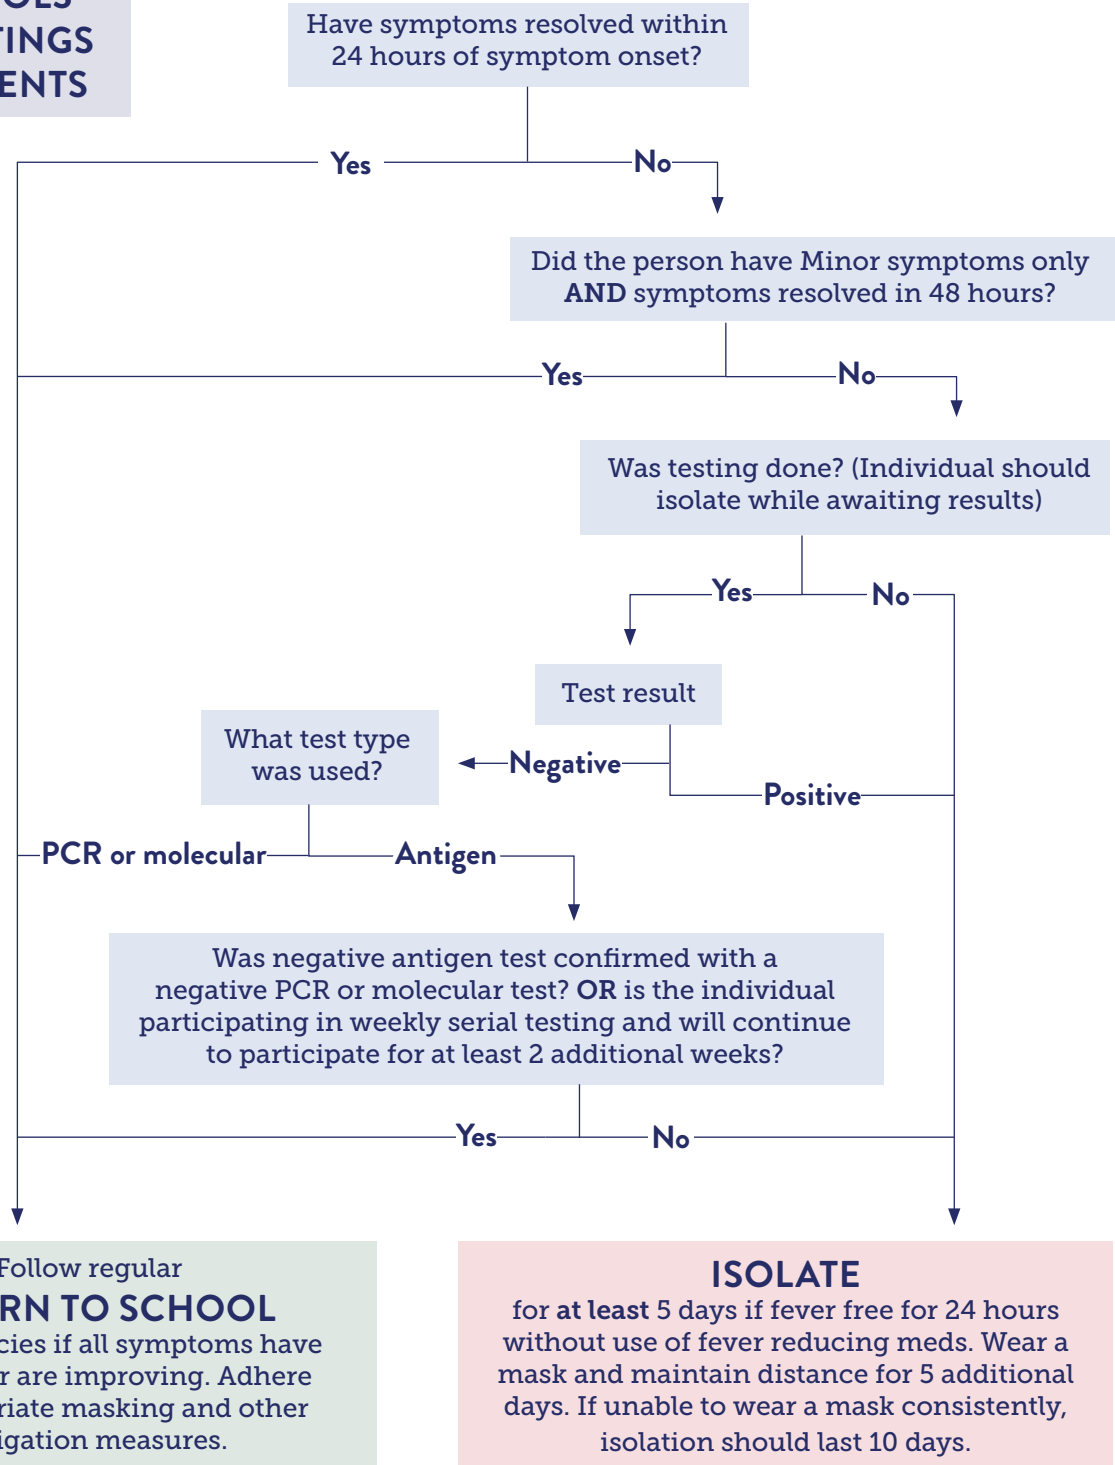 TINGS
ENTS
Have symptoms resolved within
24 hours of symptom onset?
Yes
No
Did the person have Minor symptoms only
AND symptoms resolved in 48 hours?
Yes
No
Was testing done? (Individual should
isolate while awaiting results)
Yes
No
Test result
What test type
was used?
Negative
Positive
PCR or molecular
Antigen
Was negative antigen test confirmed with a
negative PCR or molecular test? OR is the individual
participating in weekly serial testing and will continue
to participate for at least 2 additional weeks?
Yes
No
Follow regular
RN TO SCHOOL
cies if all symptoms have
r are improving. Adhere
riate masking and other
igation measures.
ISOLATE
for at least 5 days if fever free for 24 hours
without use of fever reducing meds. Wear a
mask and maintain distance for 5 additional
days. If unable to wear a mask consistently,
isolation should last 10 days.